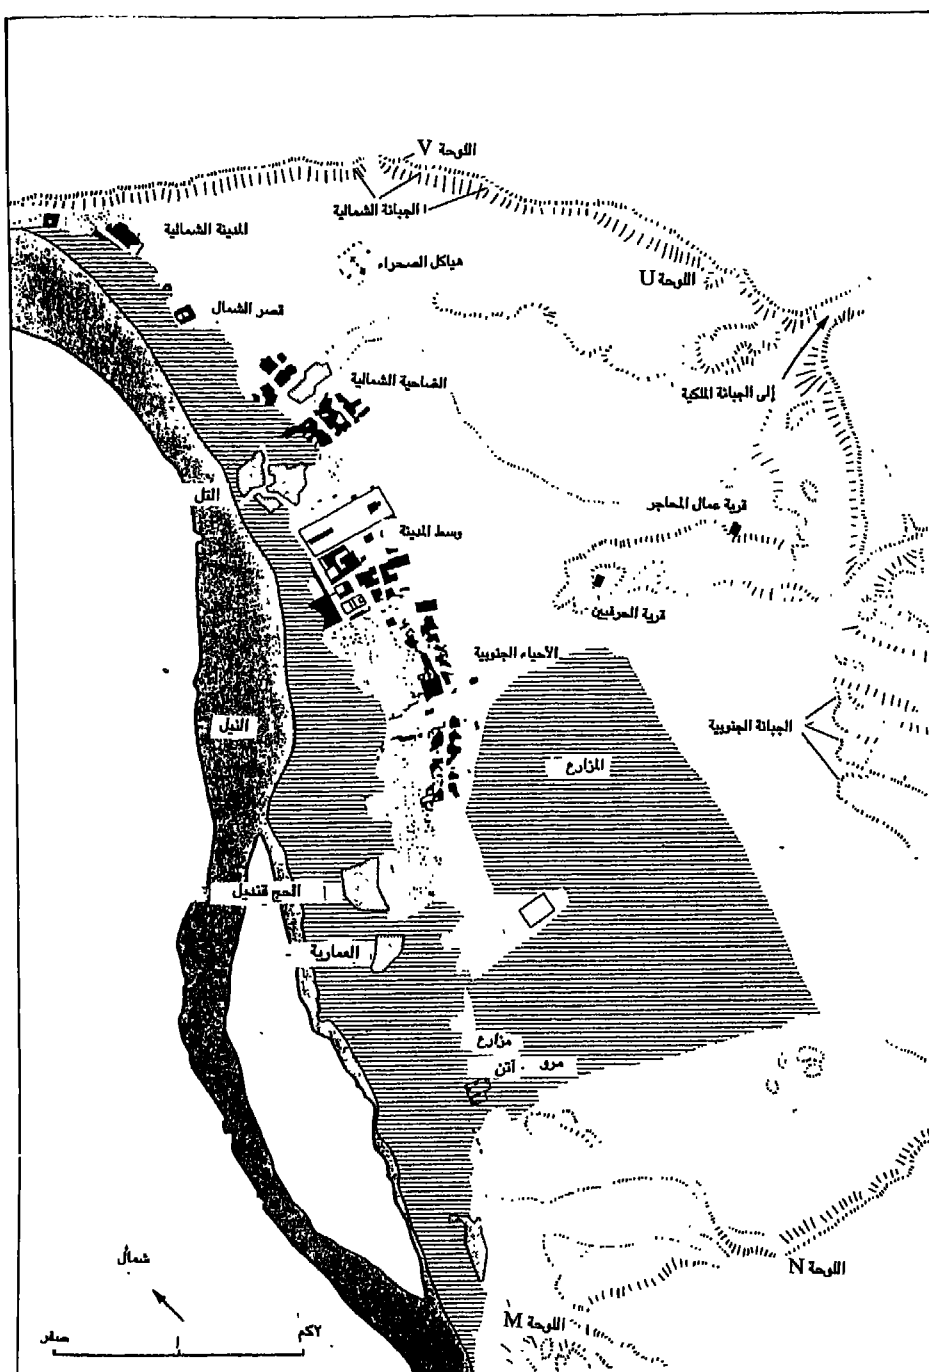 اللوحة V
الجبانة الشمالية
المدينة الشمالية
هياكل الصحراء
اللوحة U
قصر الشمال
الضاحية الشمالية
إلى الجبانة الملكية
التل
قرية عمال المحاجر
وسط المدينة
قرية الحرفيين
الأحياء الجنوبية
النيل
الجبانة الجنوبية
المزارع
الحج قنديل
العمارية
مزارع
مرو آتن
شمال
اللوحة N
اللوحة M
صفر ١ ٢كم